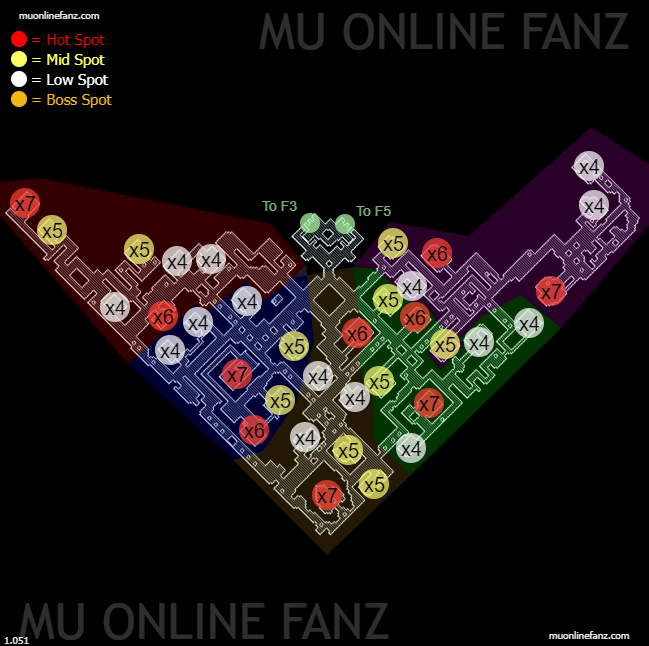 muonlinefanz.com
MU ONLINE FANZ
= Hot Spot
= Mid Spot
= Low Spot
= Boss Spot
x4
x4
x7
To F3
To F5
x5
x5
x5
x6
x4
x4
x4
x7
x5
x4
x4
x6
x4
x6
x4
x6
x5
x5
x4
x4
x7
x4
x5
x5
x4
x7
x6
x4
x5
x4
x5
x7
x5
MU ONLINE FANZ
1.051
muonlinefanz.com